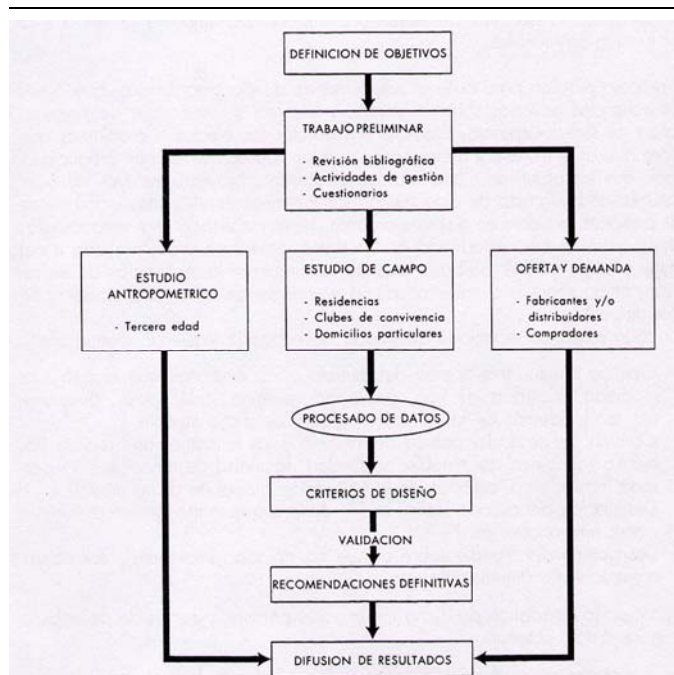 DEFINICION DE OBJETIVOS
TRABAJO PRELIMINAR
- Revisión bibliográfica
- Actividades de gestión
- Cuestionarios
ESTUDIO
ANTROPOMETRICO
- Tercera edad
ESTUDIO DE CAMPO
- Residencias
- Clubes de convivencia
- Domicilios particulares
OFERTA Y DEMANDA
- Fabricantes y/o
distribuidores
- Compradores
PROCESADO DE DATOS
CRITERIOS DE DISEÑO
VALIDACION
RECOMENDACIONES DEFINITIVAS
DIFUSION DE RESULTADOS